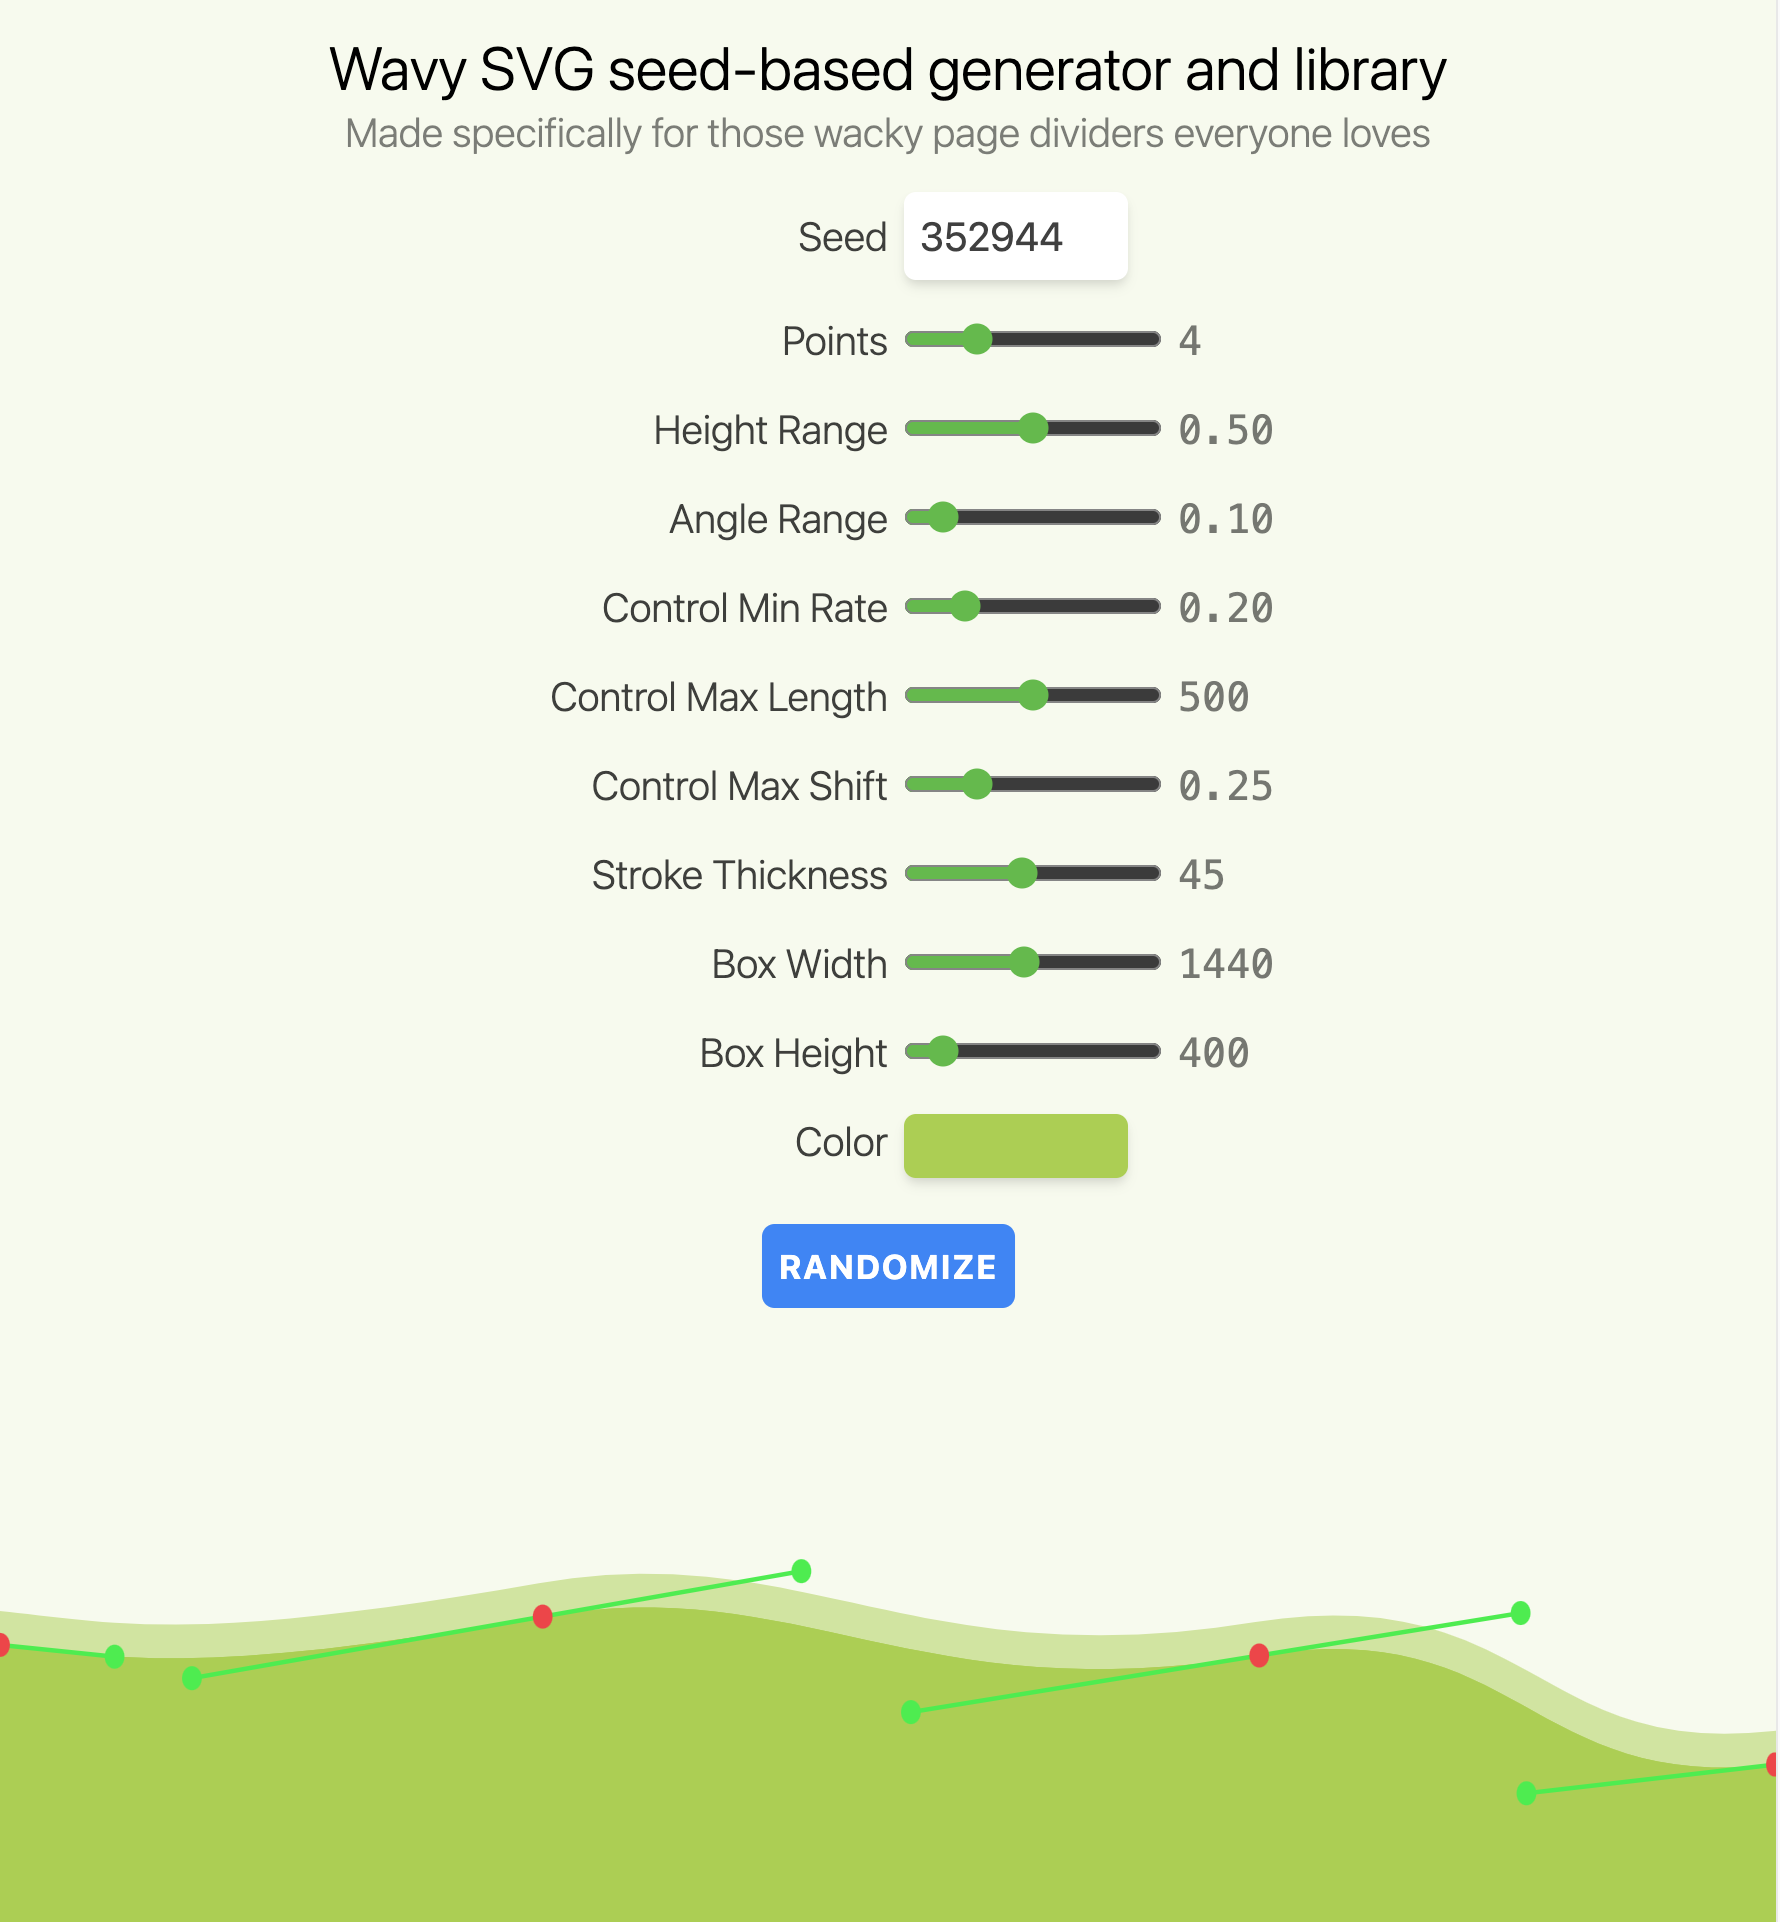 Wavy SVG seed-based generator and library
Made specifically for those wacky page dividers everyone loves
Seed 352944
Points 4
Height Range 0.50
Angle Range 0.10
Control Min Rate 0.20
Control Max Length 500
Control Max Shift 0.25
Stroke Thickness 45
Box Width 1440
Box Height 400
Color
RANDOMIZE